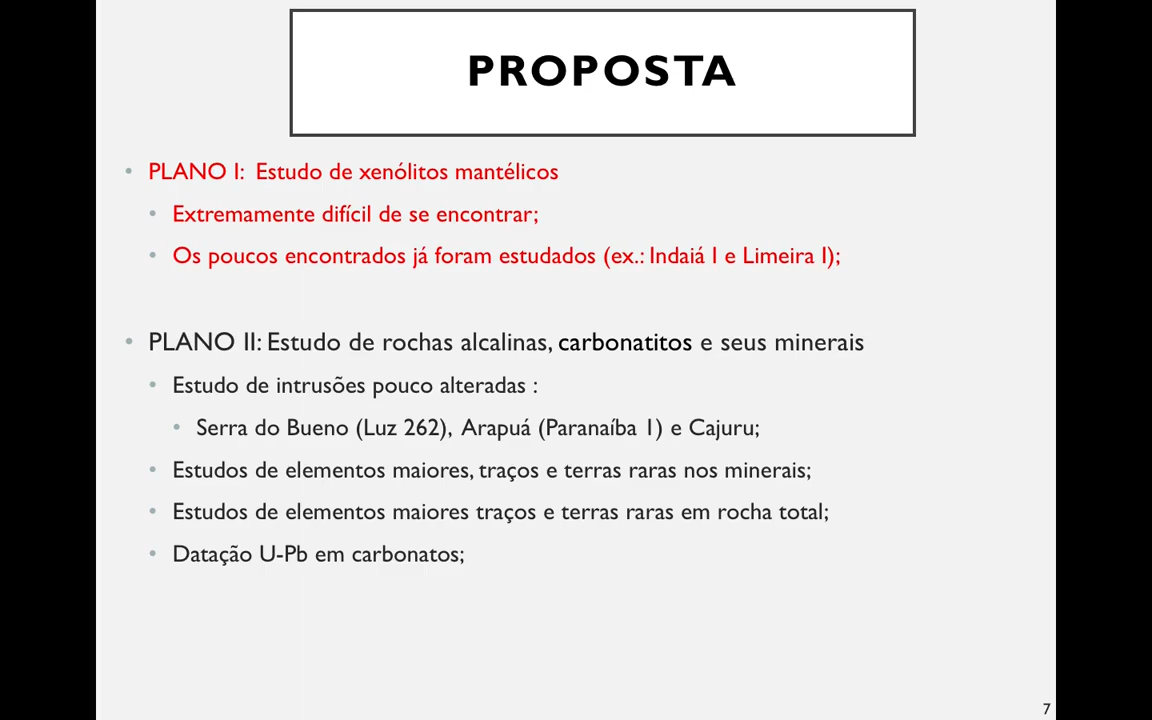 PROPOSTA
• PLANO I: Estudo de xenólitos mantélicos
• Extremamente difícil de se encontrar;
• Os poucos encontrados já foram estudados (ex.: Indaiá I e Limeira I);
• PLANO II: Estudo de rochas alcalinas, carbonatitos e seus minerais
• Estudo de intrusões pouco alteradas :
• Serra do Bueno (Luz 262), Arapuá (Paranaíba 1) e Cajuru;
• Estudos de elementos maiores, traços e terras raras nos minerais;
• Estudos de elementos maiores traços e terras raras em rocha total;
• Datação U-Pb em carbonatos;
7